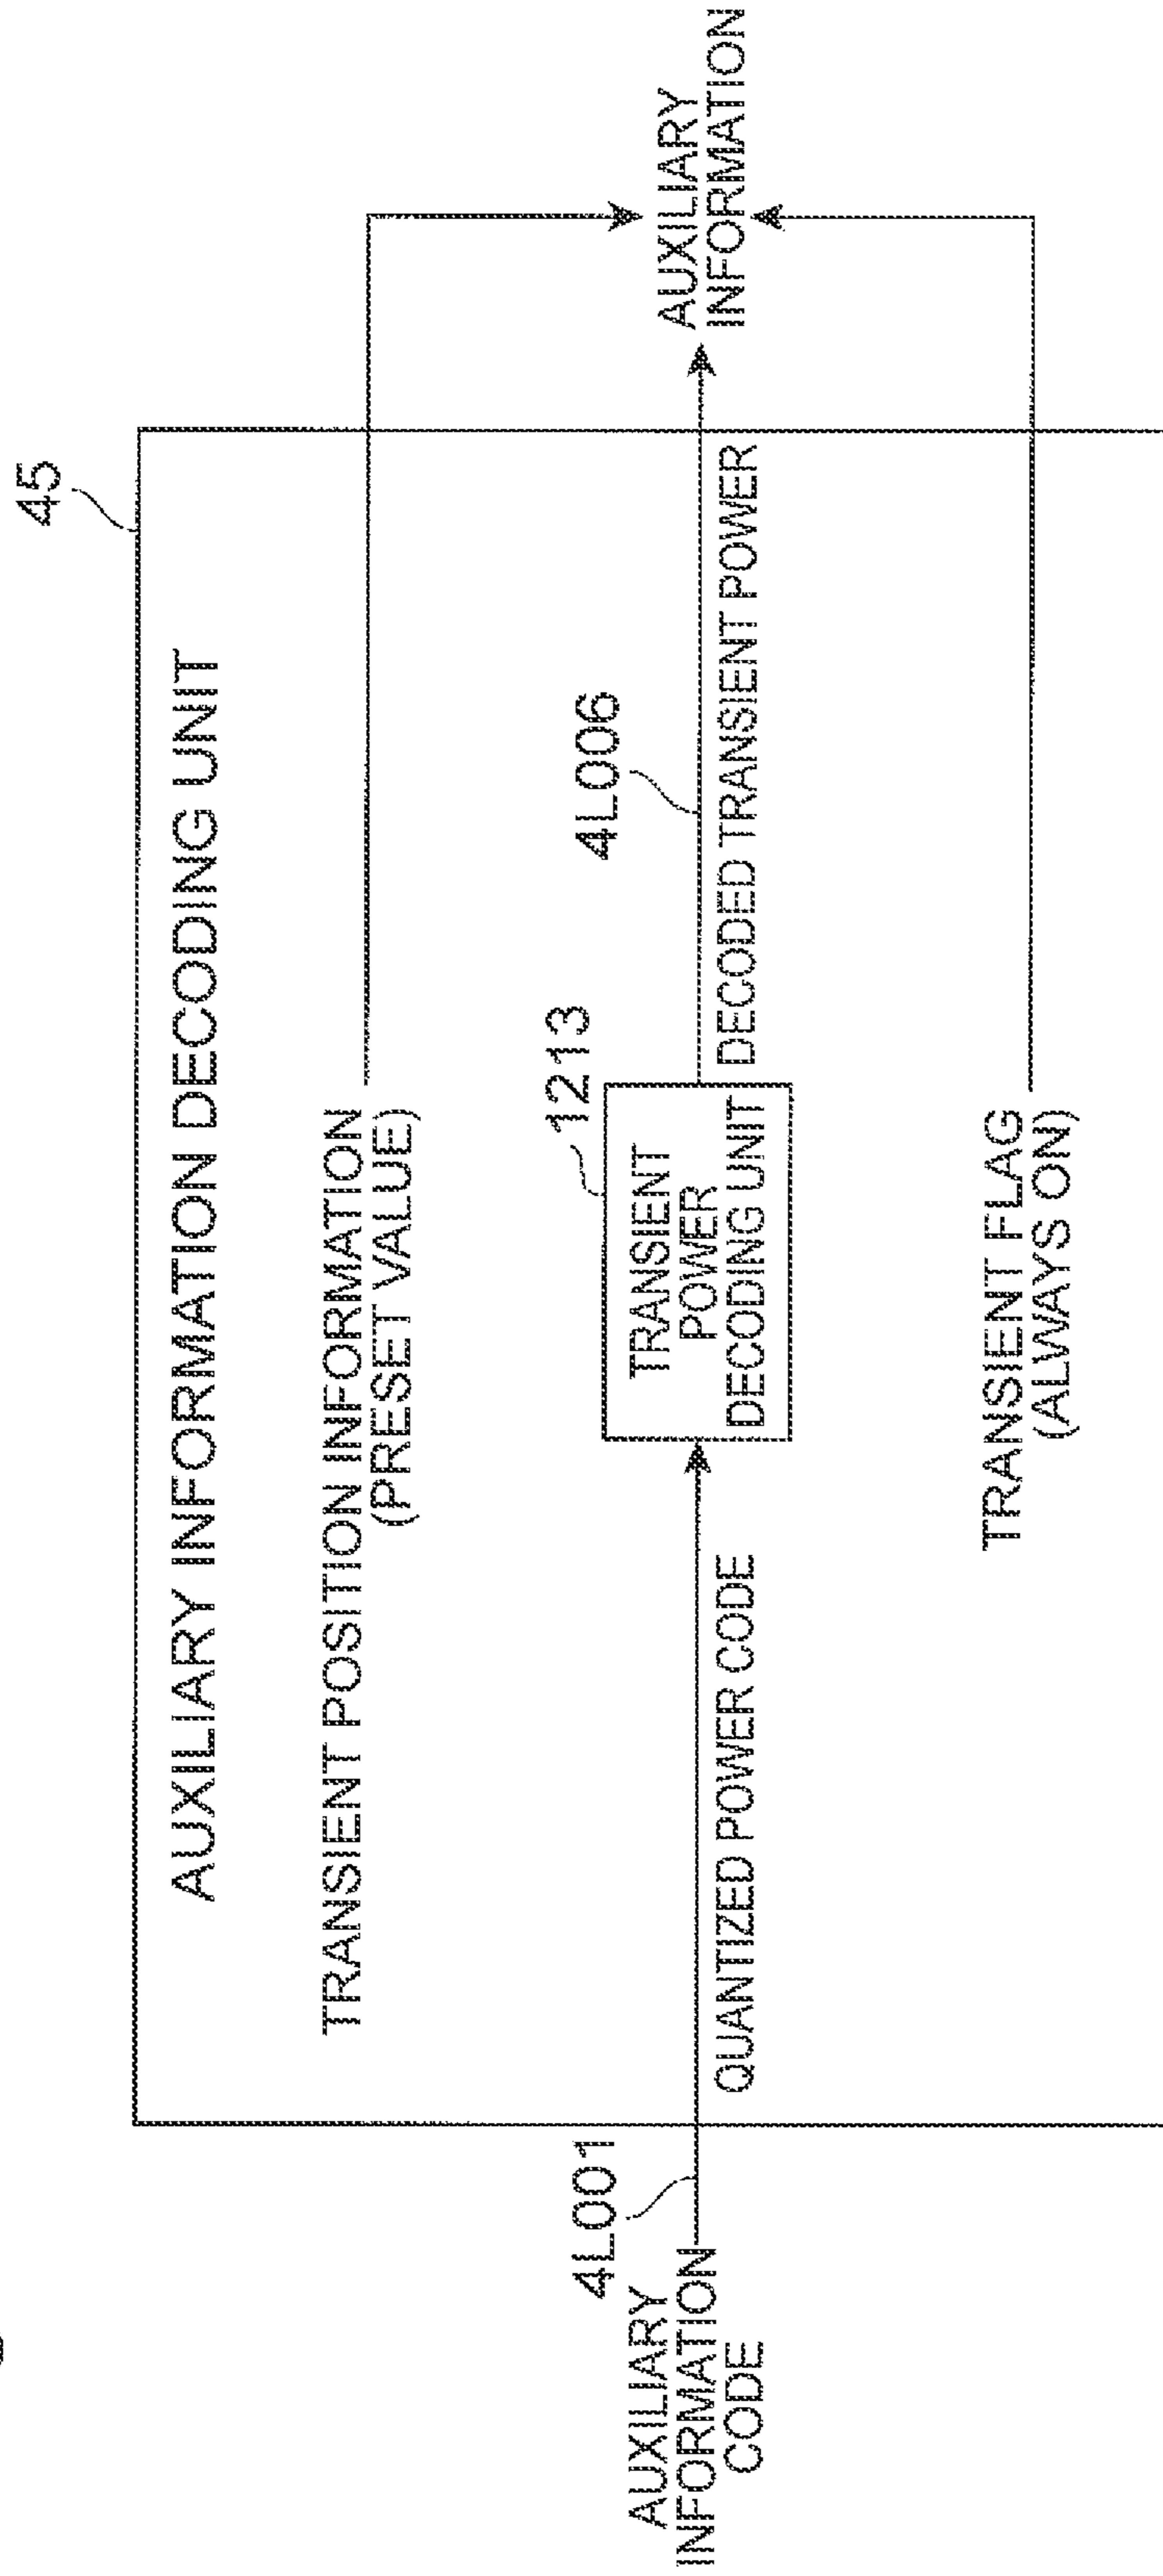 45
AUXILIARY INFORMATION DECODING UNIT
TRANSIENT POSITION INFORMATION
(PRESET VALUE)
4L001
AUXILIARY
INFORMATION
CODE
QUANTIZED POWER CODE
1213
TRANSIENT
POWER
DECODING UNIT
4L006
DECODED TRANSIENT POWER
AUXILIARY
INFORMATION
TRANSIENT FLAG
(ALWAYS ON)